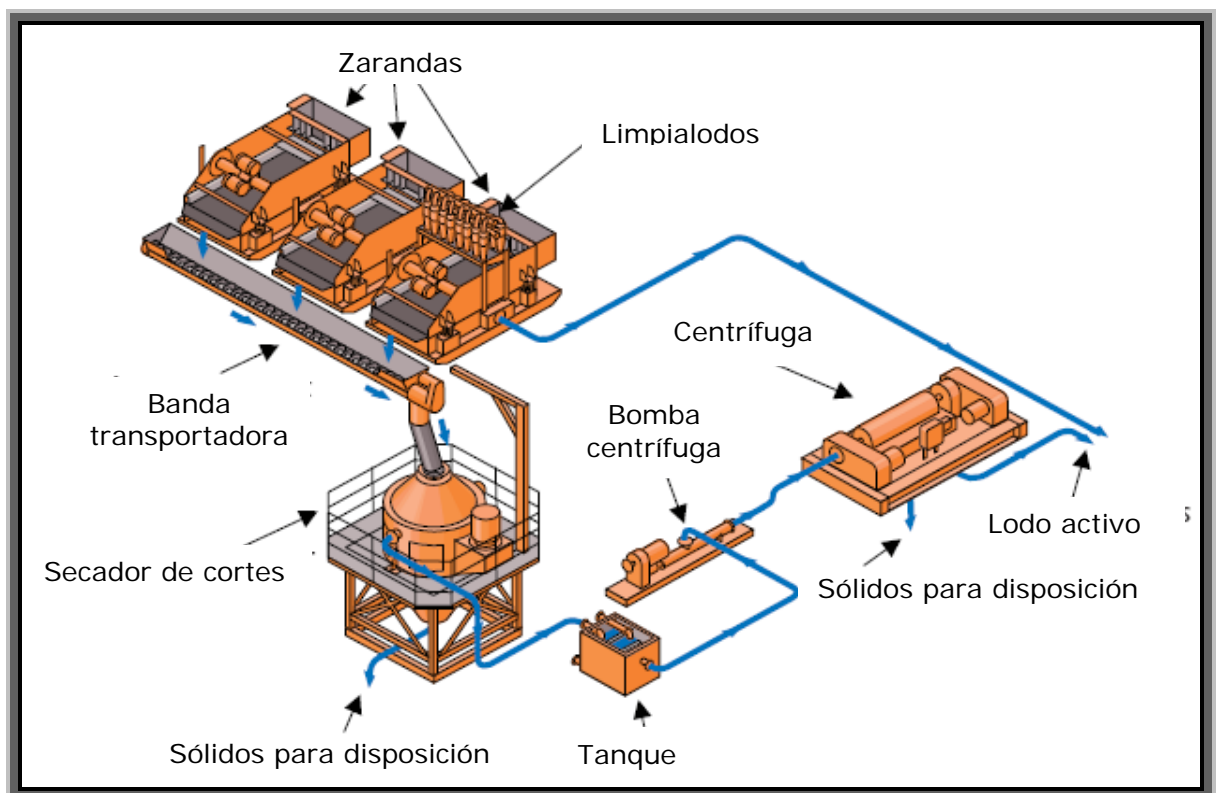 Zarandas
Limpialodos
Centrífuga
Banda
transportadora
Bomba
centrífuga
Lodo activo
s
Secador de cortes
Sólidos para disposición
Sólidos para disposición
Tanque